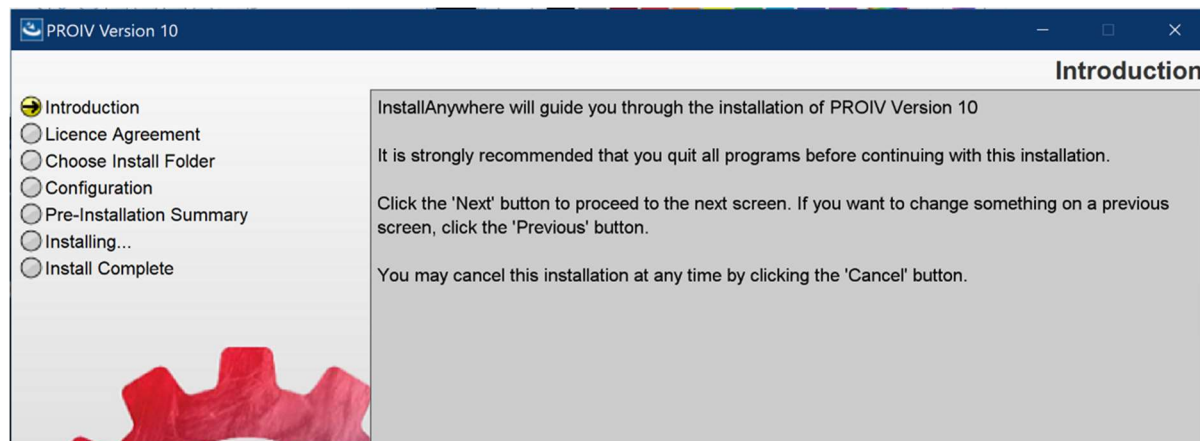 PROIV Version 10
Introduction
Introduction
Licence Agreement
Choose Install Folder
Configuration
Pre-Installation Summary
Installing...
Install Complete
InstallAnywhere will guide you through the installation of PROIV Version 10
It is strongly recommended that you quit all programs before continuing with this installation.
Click the 'Next' button to proceed to the next screen. If you want to change something on a previous
screen, click the 'Previous' button.
You may cancel this installation at any time by clicking the 'Cancel' button.